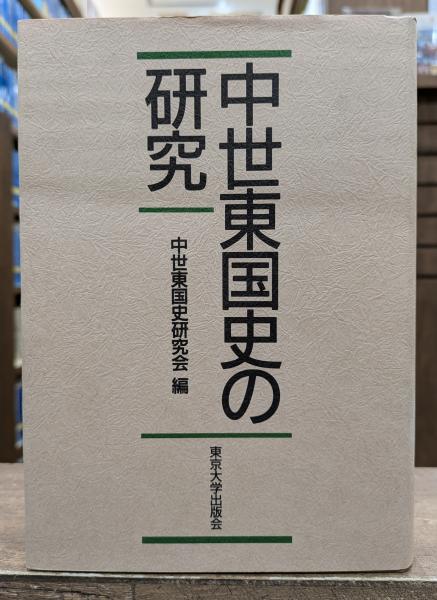 中世東国史の
研究
中世東国史研究会 編
東京大学出版会